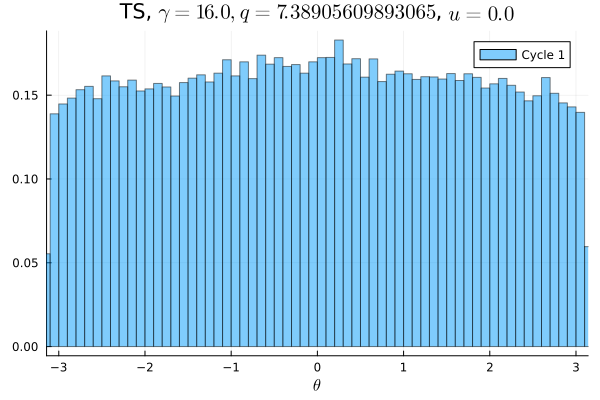 TS, γ = 16.0, q = 7.38905609893065, u = 0.0
Cycle 1
0.15
0.10
0.05
0.00
−3 −2 −1 0 1 2 3
θ